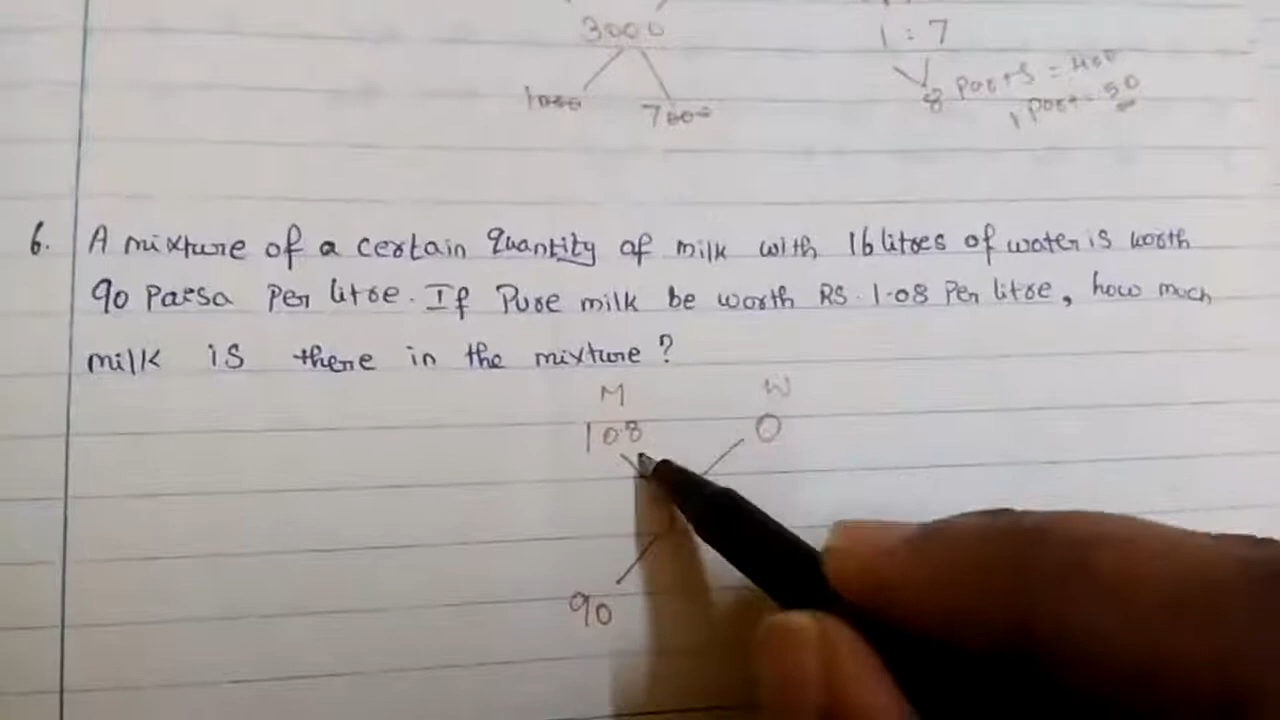 3000
1 : 7
1000
7000
8 parts = 400
1 part - 50
6. A mixture of a certain Quantity of milk with 16 litres of water is worth
90 Paisa Per litre. If Pure milk be worth RS. 1.08 Per litre, how much
milk is there in the mixture?
M W
108 0
90